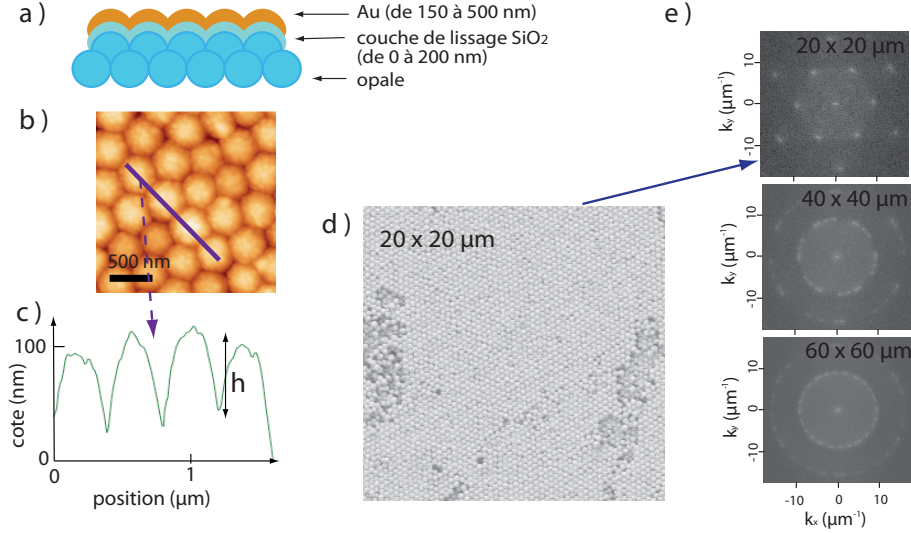 a )
Au (de 150 à 500 nm)
couche de lissage SiO₂
(de 0 à 200 nm)
opale
b )
500 nm
c )
100
0
cote (nm)
h
0
1
position (µm)
d )
20 x 20 µm
e )
20 x 20 µm
10
0
-10
kᵧ (µm⁻¹)
40 x 40 µm
10
0
-10
kᵧ (µm⁻¹)
60 x 60 µm
10
0
-10
kᵧ (µm⁻¹)
-10
0
10
kₓ (µm⁻¹)